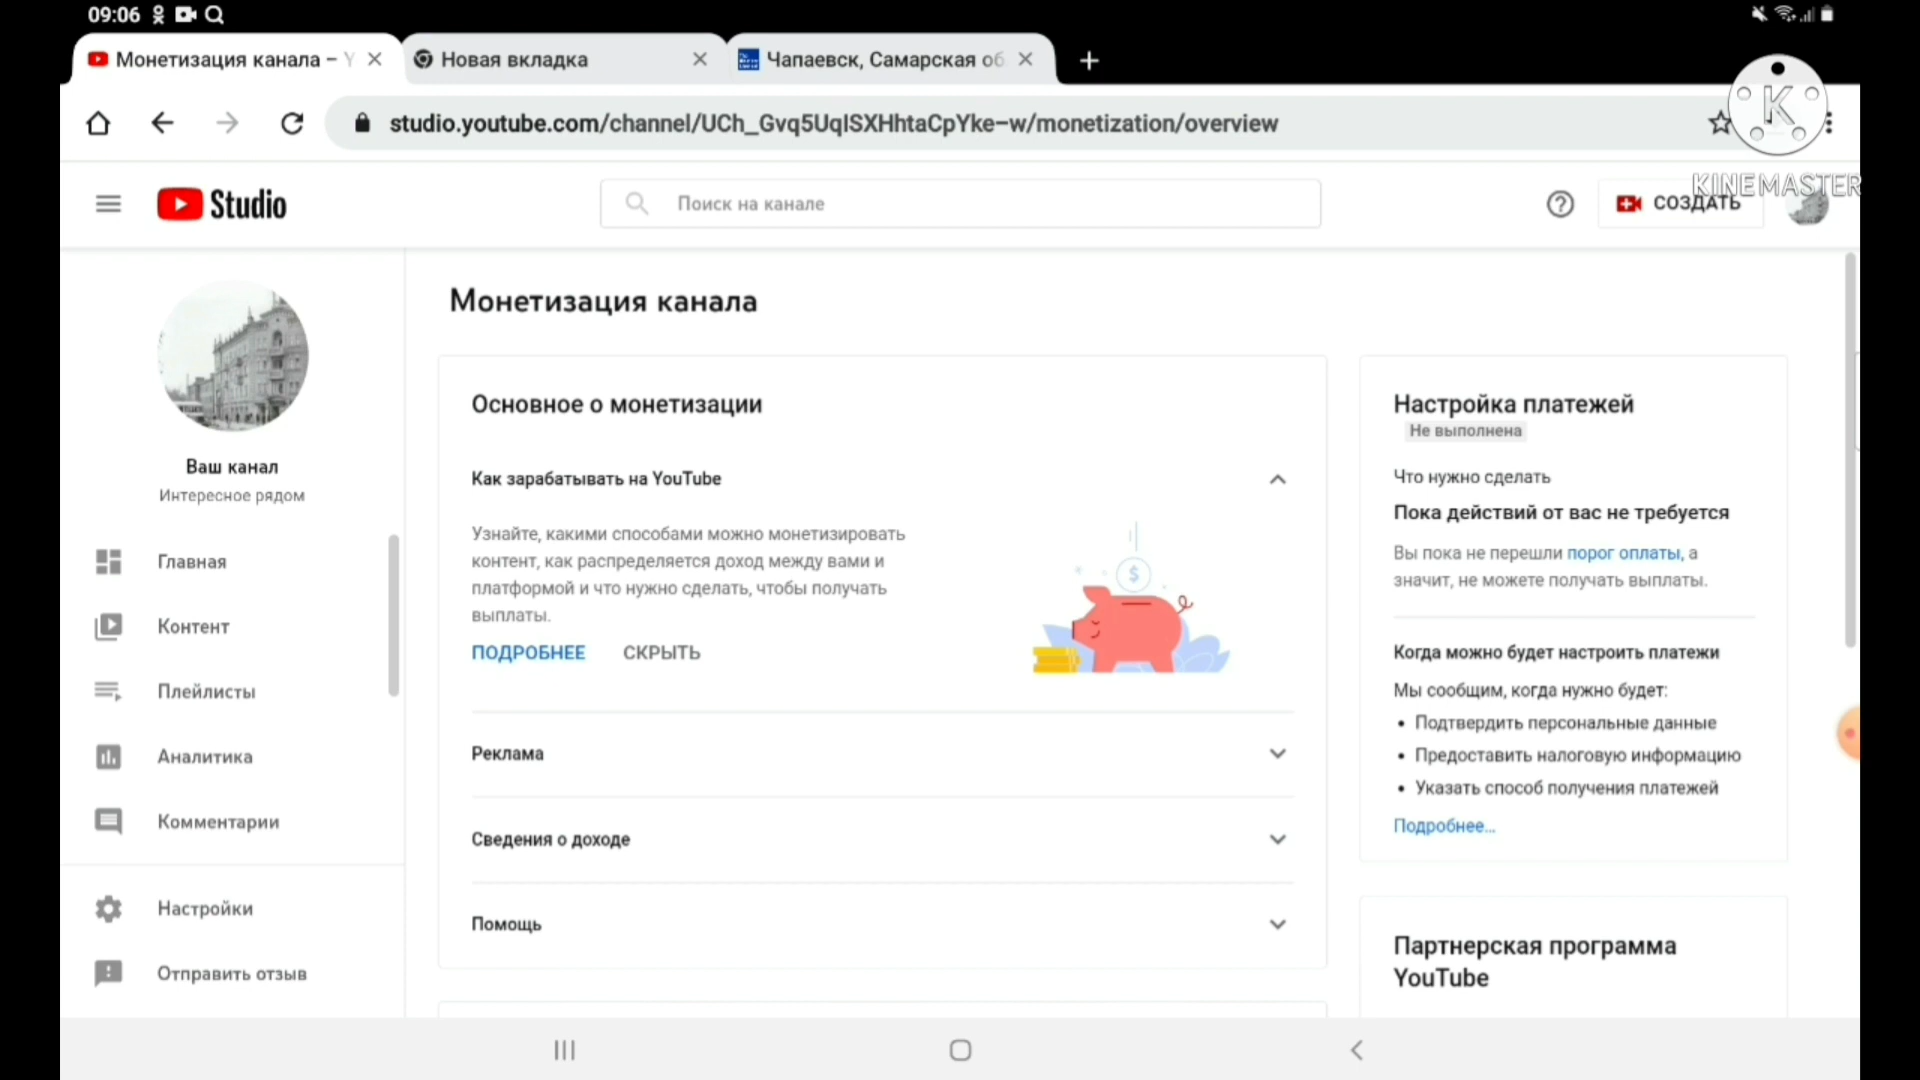 09:06
Монетизация канала – Y
Новая вкладка
Чапаевск, Самарская об
studio.youtube.com/channel/UCh_Gvq5UqISXHhtaCpYke-w/monetization/overview
K
KINEMASTER
Studio
Поиск на канале
СОЗДАТЬ
Ваш канал
Интересное рядом
Главная
Контент
Плейлисты
Аналитика
Комментарии
Настройки
Отправить отзыв
Монетизация канала
Основное о монетизации
Как зарабатывать на YouTube
Узнайте, какими способами можно монетизировать
контент, как распределяется доход между вами и
платформой и что нужно сделать, чтобы получать
выплаты.
ПОДРОБНЕЕ СКРЫТЬ
$
Реклама
Сведения о доходе
Помощь
Настройка платежей
Не выполнена
Что нужно сделать
Пока действий от вас не требуется
Вы пока не перешли порог оплаты, а
значит, не можете получать выплаты.
Когда можно будет настроить платежи
Мы сообщим, когда нужно будет:
• Подтвердить персональные данные
• Предоставить налоговую информацию
• Указать способ получения платежей
Подробнее…
Партнерская программа
YouTube